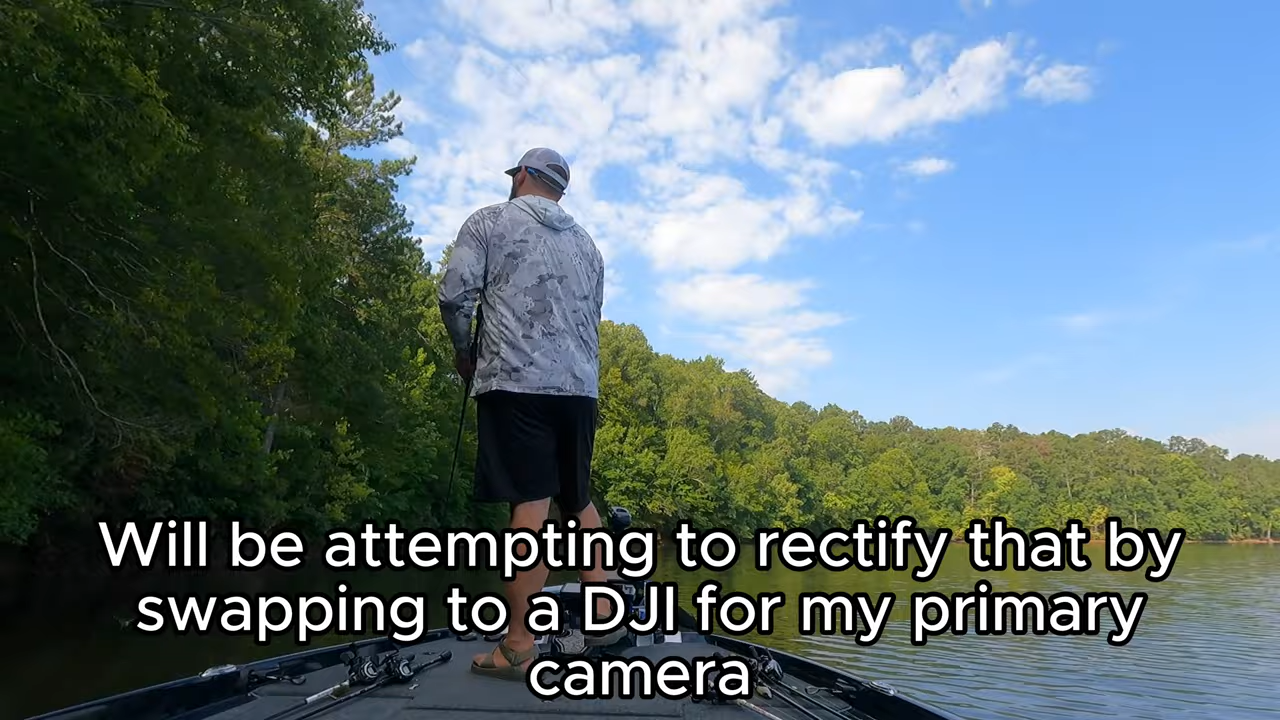 Will be attempting to rectify that by
swapping to a DJI for my primary
camera